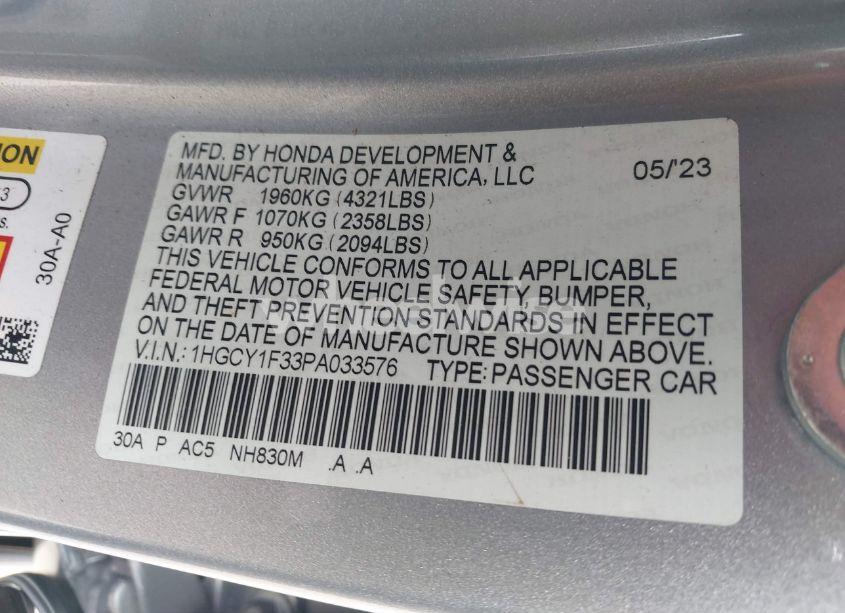 ION
3
s.
30A-A0
MFD. BY HONDA DEVELOPMENT &
MANUFACTURING OF AMERICA, LLC 05/'23
GVWR 1960KG (4321LBS)
GAWR F 1070KG (2358LBS)
GAWR R 950KG (2094LBS)
THIS VEHICLE CONFORMS TO ALL APPLICABLE
FEDERAL MOTOR VEHICLE SAFETY, BUMPER,
AND THEFT PREVENTION STANDARDS IN EFFECT
ON THE DATE OF MANUFACTURE SHOWN ABOVE.
V.I.N.: 1HGCY1F33PA033576 TYPE: PASSENGER CAR
30A P AC5 NH830M .A .A